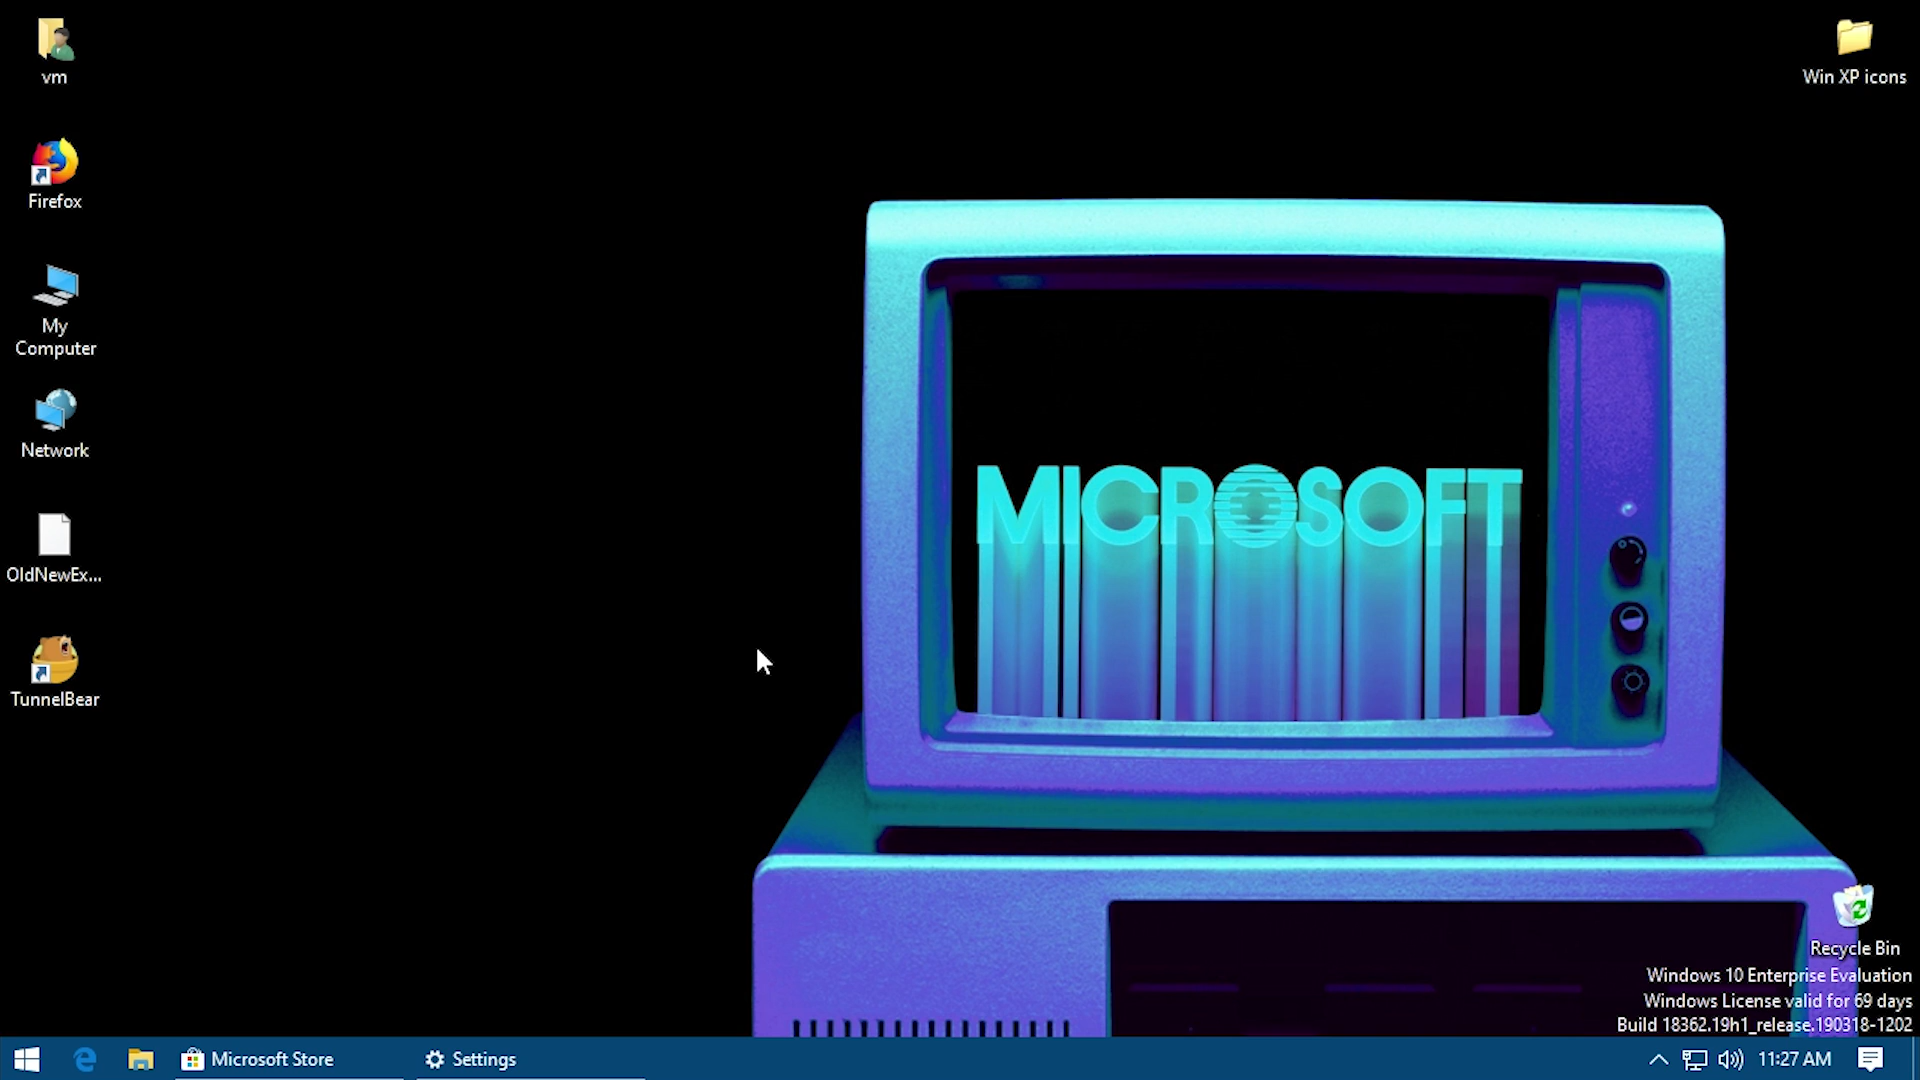 vm
Win XP icons
Firefox
My
Computer
Network
OldNewEx...
TunnelBear
MICROSOFT
Recycle Bin
Windows 10 Enterprise Evaluation
Windows License valid for 69 days
Build 18362.19h1_release.190318-1202
Microsoft Store
Settings
11:27 AM